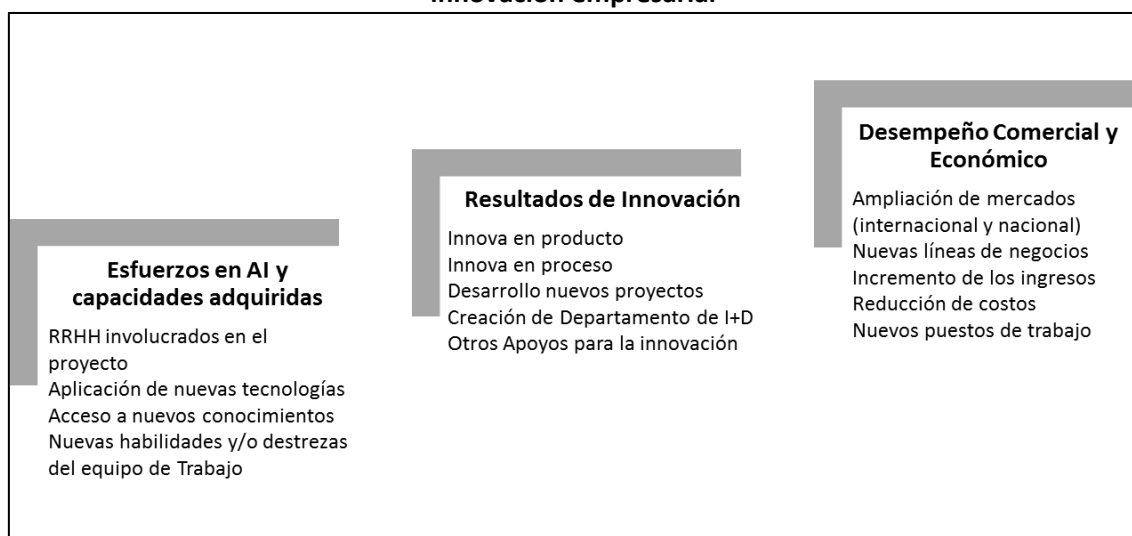 Innovación empresarial
Esfuerzos en AI y
capacidades adquiridas
RRHH involucrados en el
proyecto
Aplicación de nuevas tecnologías
Acceso a nuevos conocimientos
Nuevas habilidades y/o destrezas
del equipo de Trabajo
Resultados de Innovación
Innova en producto
Innova en proceso
Desarrollo nuevos proyectos
Creación de Departamento de I+D
Otros Apoyos para la innovación
Desempeño Comercial y
Económico
Ampliación de mercados
(internacional y nacional)
Nuevas líneas de negocios
Incremento de los ingresos
Reducción de costos
Nuevos puestos de trabajo